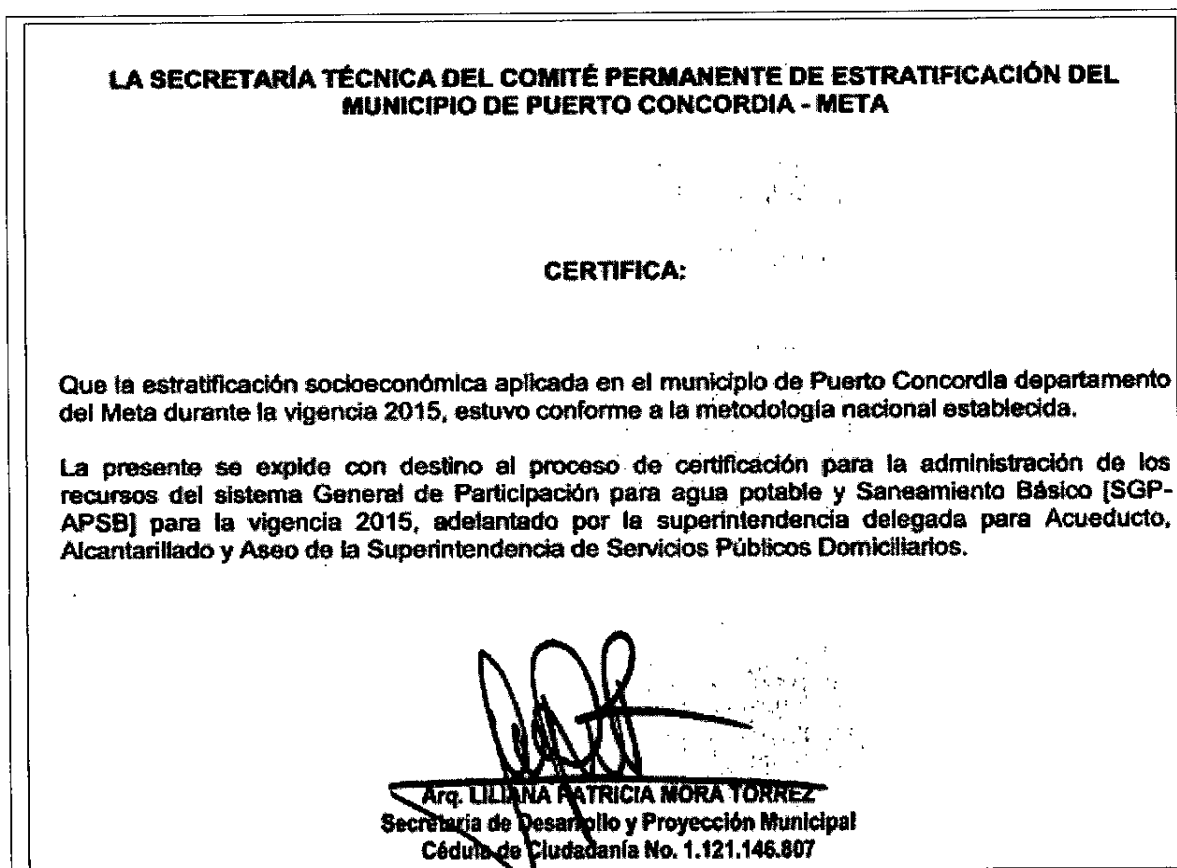 LA SECRETARÍA TÉCNICA DEL COMITÉ PERMANENTE DE ESTRATIFICACIÓN DEL
MUNICIPIO DE PUERTO CONCORDIA - META
CERTIFICA:
Que la estratificación socioeconómica aplicada en el municipio de Puerto Concordia departamento
del Meta durante la vigencia 2015, estuvo conforme a la metodología nacional establecida.
La presente se expide con destino al proceso de certificación para la administración de los
recursos del sistema General de Participación para agua potable y Saneamiento Básico [SGP-
APSB] para la vigencia 2015, adelantado por la superintendencia delegada para Acueducto,
Alcantarillado y Aseo de la Superintendencia de Servicios Públicos Domiciliarios.
Arq. LILIANA PATRICIA MORA TORREZ
Secretaria de Desarrollo y Proyección Municipal
Cédula de Ciudadanía No. 1.121.146.807